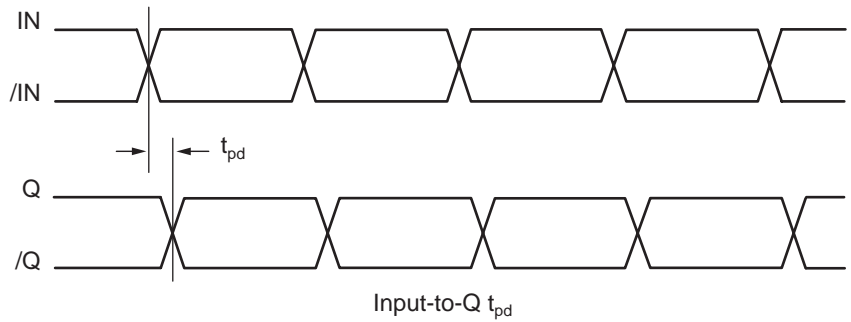 IN
/IN
tpd
Q
/Q
Input-to-Q tpd